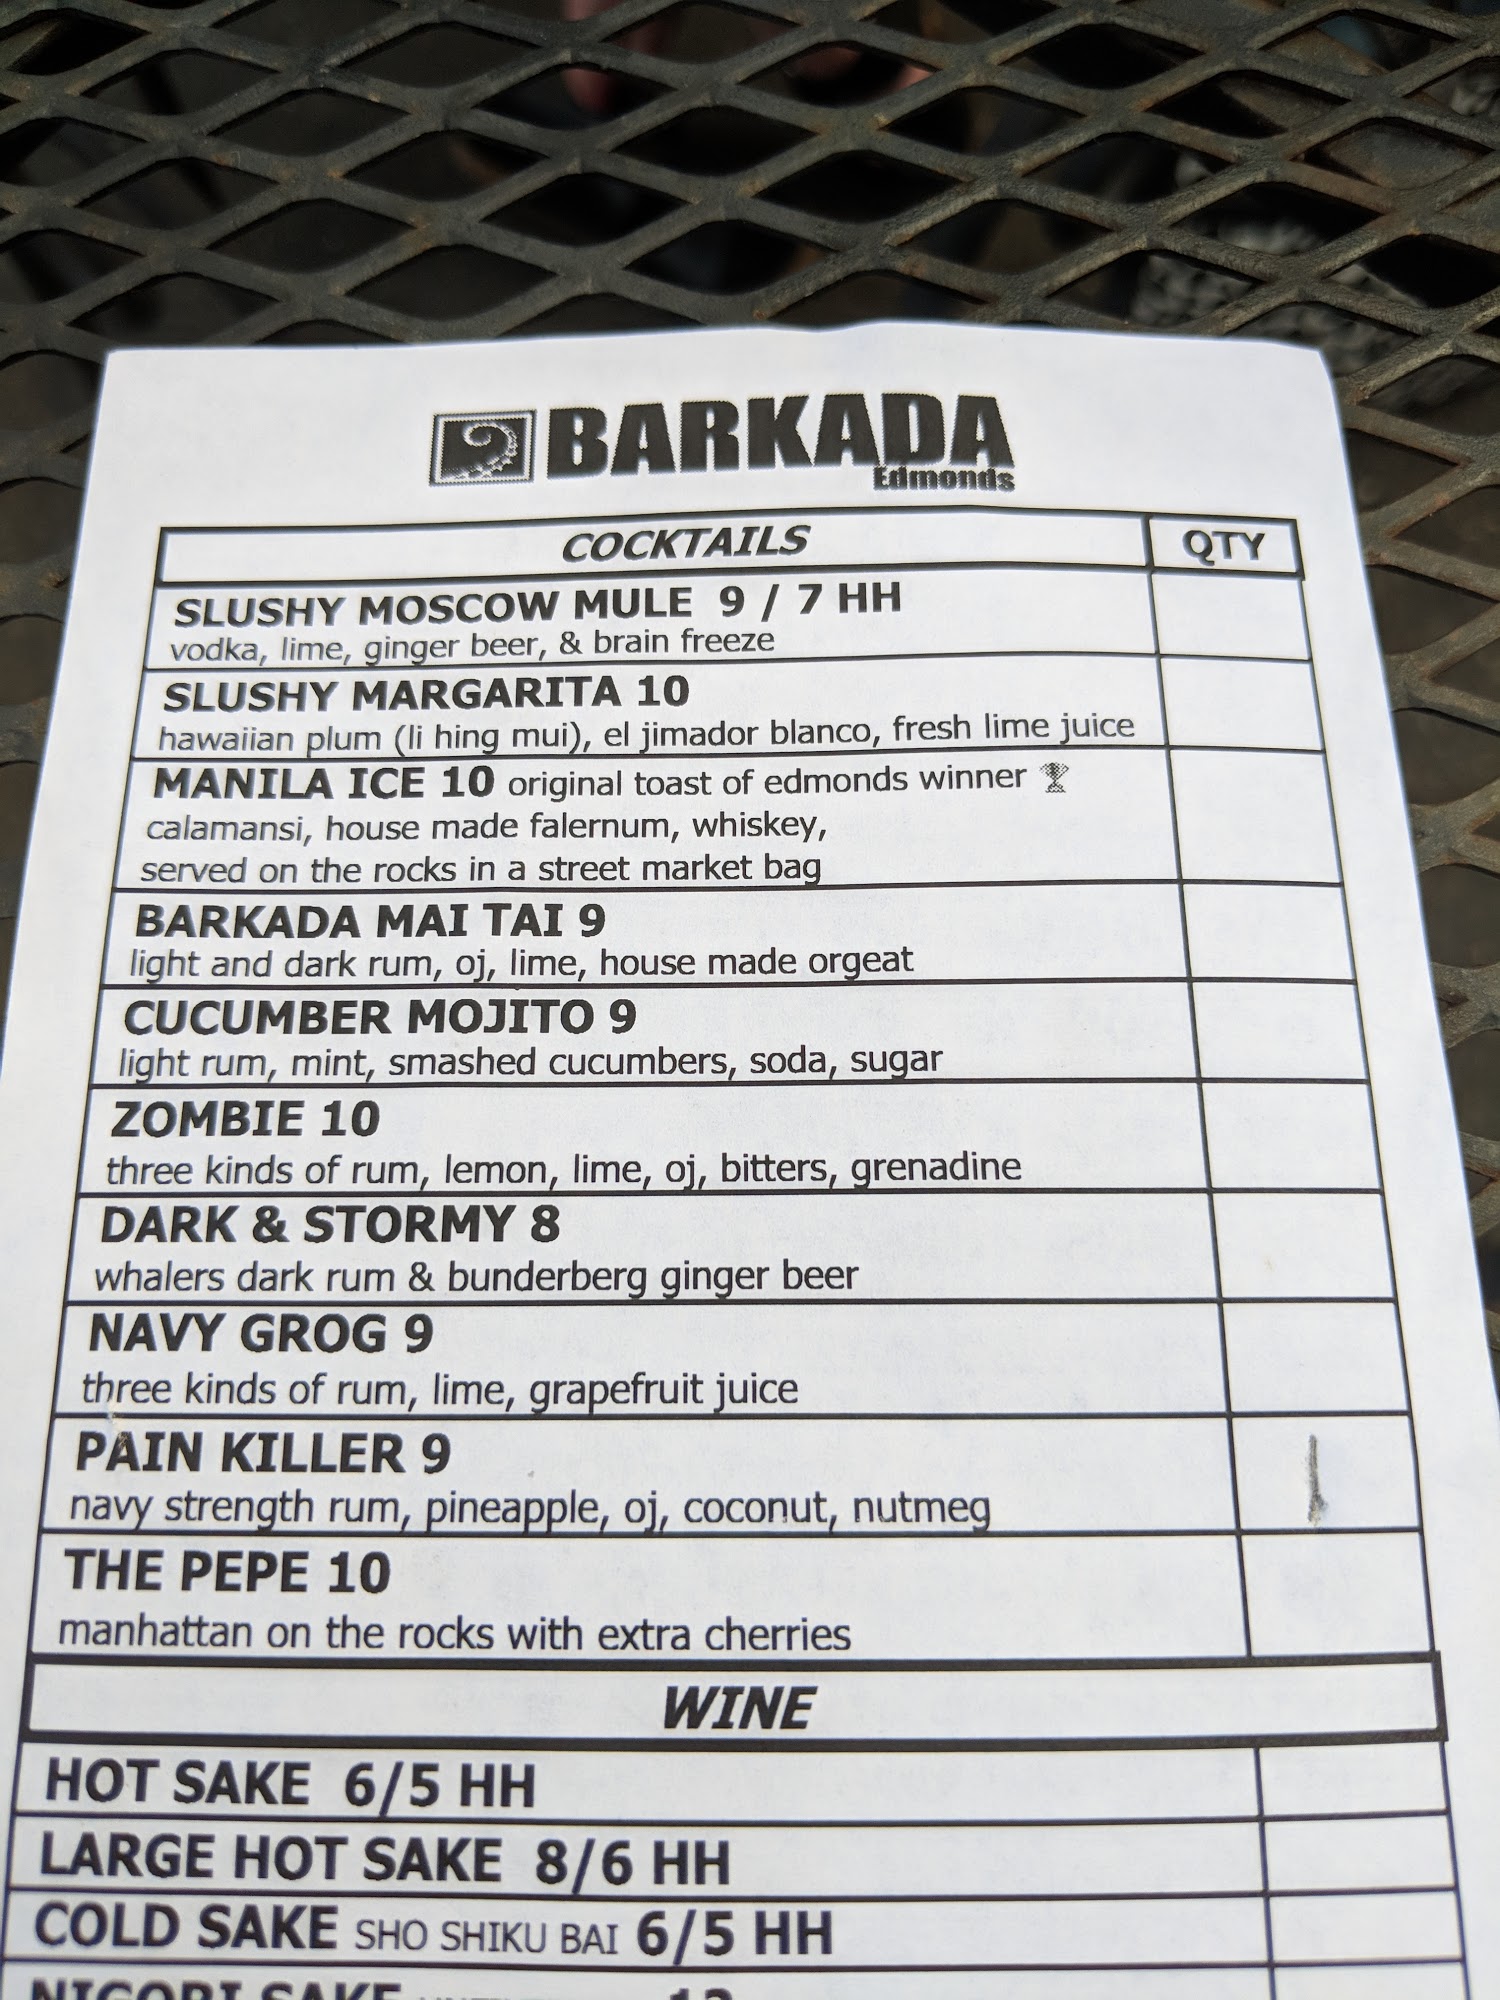 BARKADA
Edmonds
COCKTAILS QTY
SLUSHY MOSCOW MULE 9 / 7 HH
vodka, lime, ginger beer, & brain freeze
SLUSHY MARGARITA 10
hawaiian plum (li hing mui), el jimador blanco, fresh lime juice
MANILA ICE 10 original toast of edmonds winner
calamansi, house made falernum, whiskey,
served on the rocks in a street market bag
BARKADA MAI TAI 9
light and dark rum, oj, lime, house made orgeat
CUCUMBER MOJITO 9
light rum, mint, smashed cucumbers, soda, sugar
ZOMBIE 10
three kinds of rum, lemon, lime, oj, bitters, grenadine
DARK & STORMY 8
whalers dark rum & bunderberg ginger beer
NAVY GROG 9
three kinds of rum, lime, grapefruit juice
PAIN KILLER 9
navy strength rum, pineapple, oj, coconut, nutmeg
1
THE PEPE 10
manhattan on the rocks with extra cherries
WINE
HOT SAKE 6/5 HH
LARGE HOT SAKE 8/6 HH
COLD SAKE SHO SHIKU BAI 6/5 HH
NIGORI SAKE